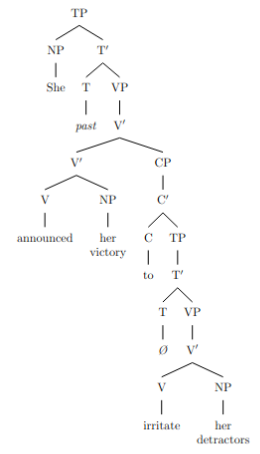 TP
NP T′
She T VP
past V′
V′ CP
V NP C′
announced her victory C TP
to T′
T VP
Ø V′
V NP
irritate her detractors